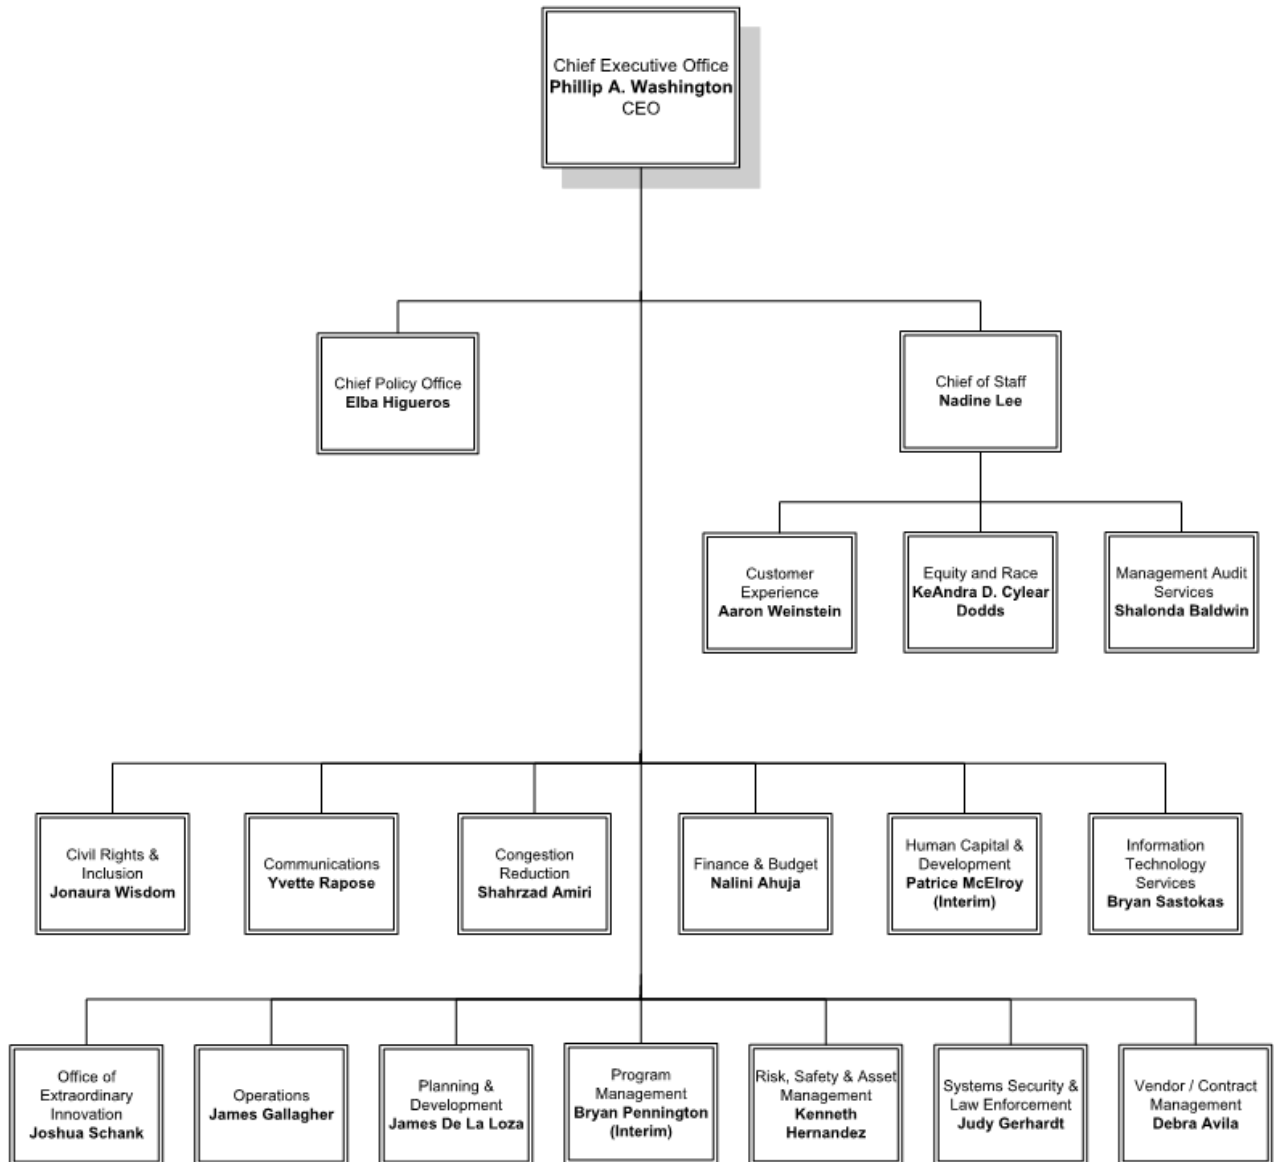 Chief Executive Office
Phillip A. Washington
CEO
Chief Policy Office
Elba Higueros
Chief of Staff
Nadine Lee
Customer
Experience
Aaron Weinstein
Equity and Race
KeAndra D. Cylear
Dodds
Management Audit
Services
Shalonda Baldwin
Civil Rights &
Inclusion
Jonaura Wisdom
Communications
Yvette Rapose
Congestion
Reduction
Shahrzad Amiri
Finance & Budget
Nalini Ahuja
Human Capital &
Development
Patrice McElroy
(Interim)
Information
Technology
Services
Bryan Sastokas
Office of
Extraordinary
Innovation
Joshua Schank
Operations
James Gallagher
Planning &
Development
James De La Loza
Program
Management
Bryan Pennington
(Interim)
Risk, Safety & Asset
Management
Kenneth
Hernandez
Systems Security &
Law Enforcement
Judy Gerhardt
Vendor / Contract
Management
Debra Avila